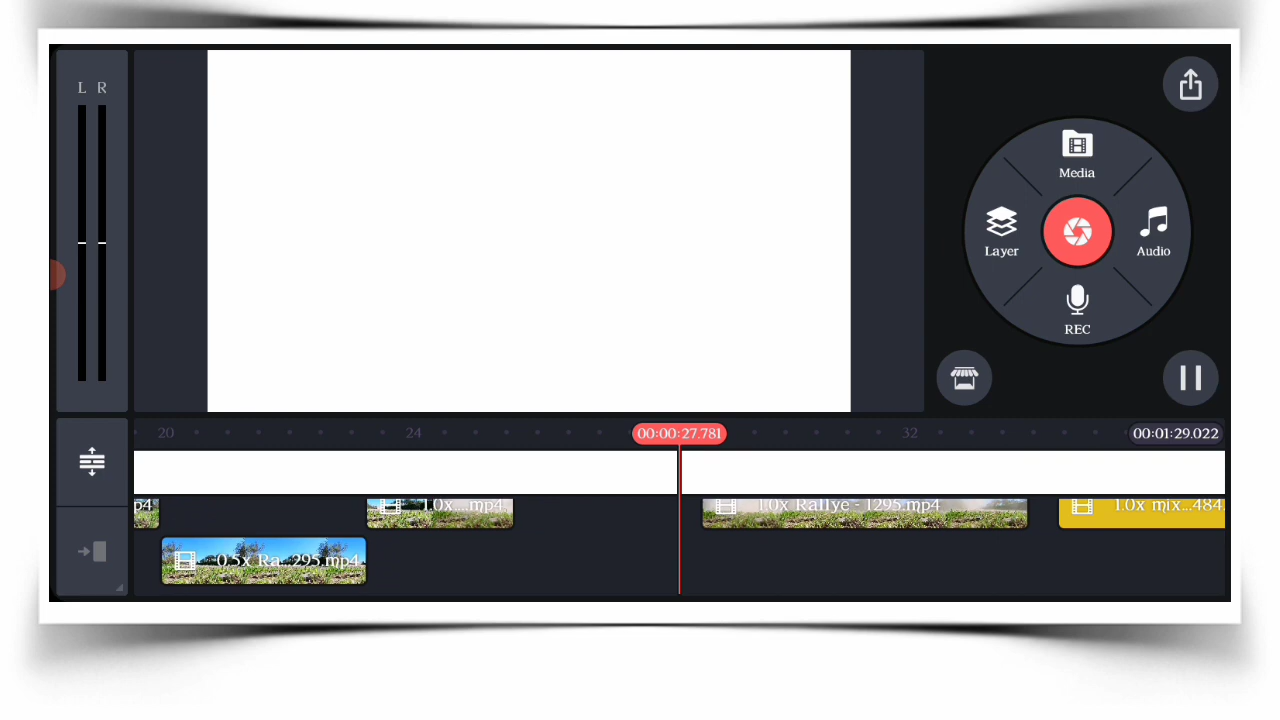 L R
Media
Layer
Audio
REC
20
24
00:00:27.781
32
00:01:29.022
p4
1.0x....mp4
1.0x Rallye - 1295.mp4
1.0x mix...484.
0.5x Ra...295.mp4